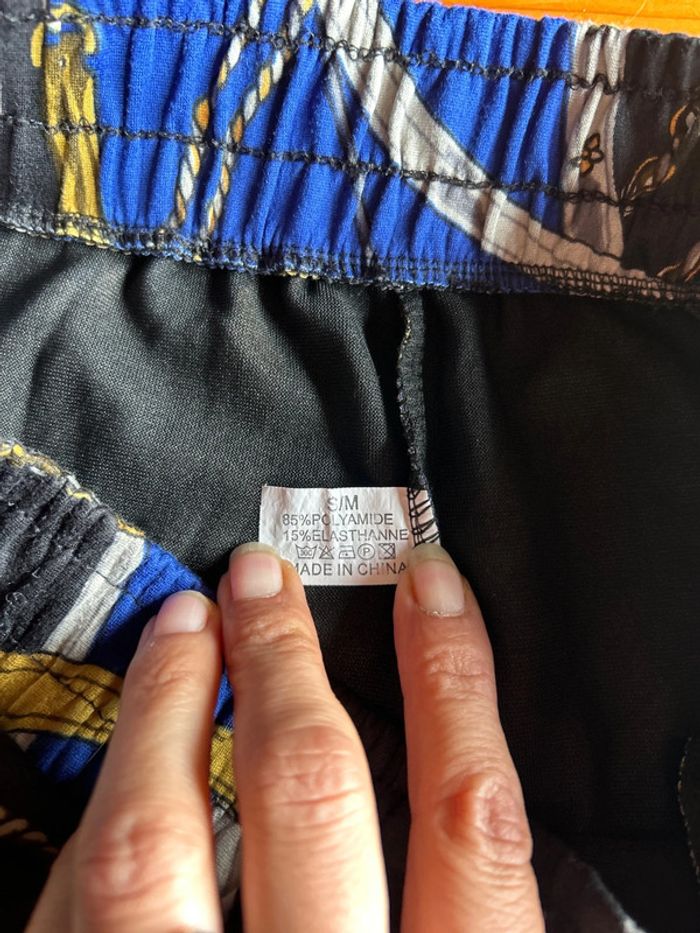 S/M
85%POLYAMIDE
15%ELASTHANNE
MADE IN CHINA